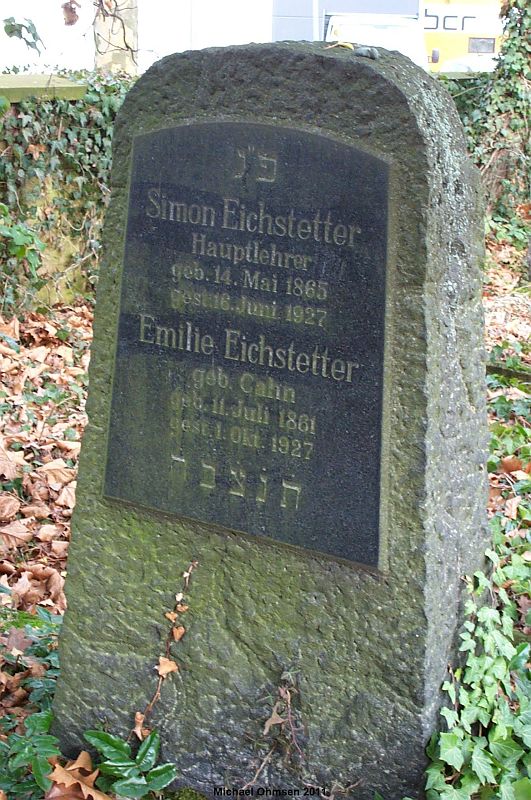 bcr
פ״נ
Simon Eichstetter
Hauptlehrer
geb. 14. Mai 1865
gest. 16. Juni 1927
Emilie Eichstetter
geb. Cahn
geb. 11. Juli 1861
gest. 1. Okt. 1927
ת נ צ ב ה
Michael Ohmsen 2011